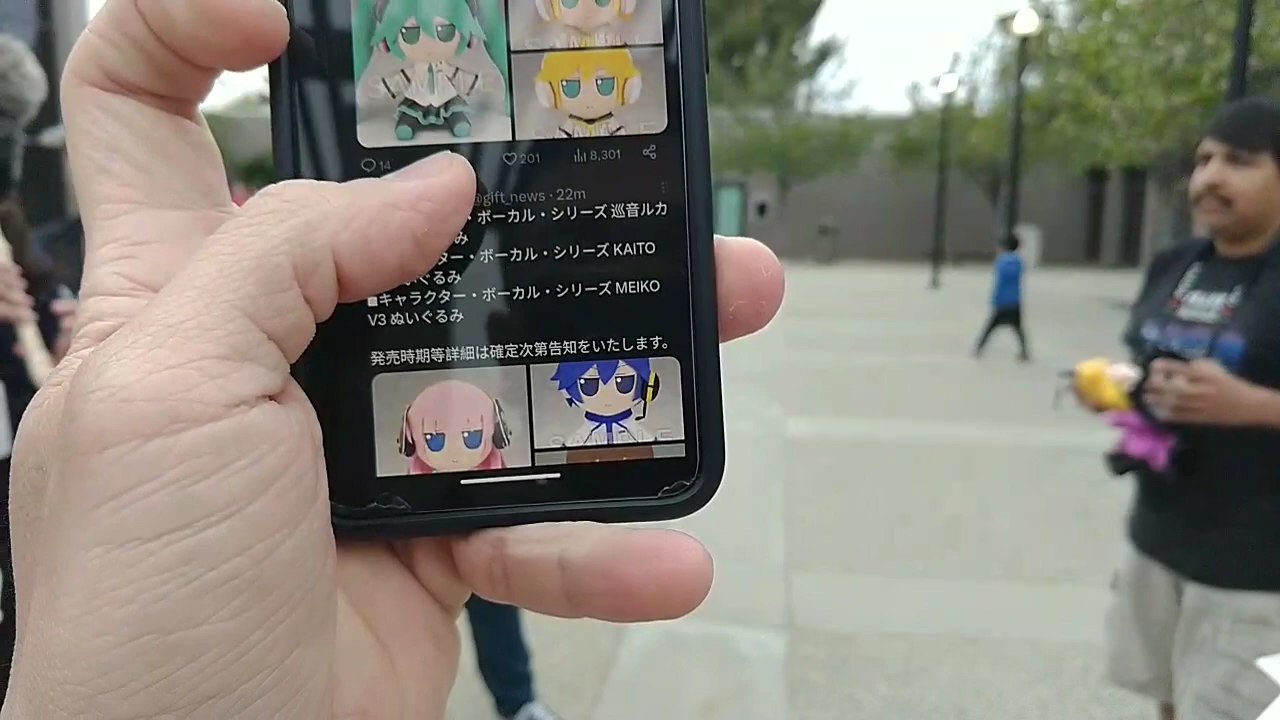 SAMPLE
14 201 8,301
@gift_news · 22m
・ボーカル・シリーズ 巡音ルカ
み
ター・ボーカル・シリーズ KAITO
いぐるみ
■キャラクター・ボーカル・シリーズ MEIKO
V3 ぬいぐるみ
発売時期等詳細は確定次第告知をいたします。
SAMPLE